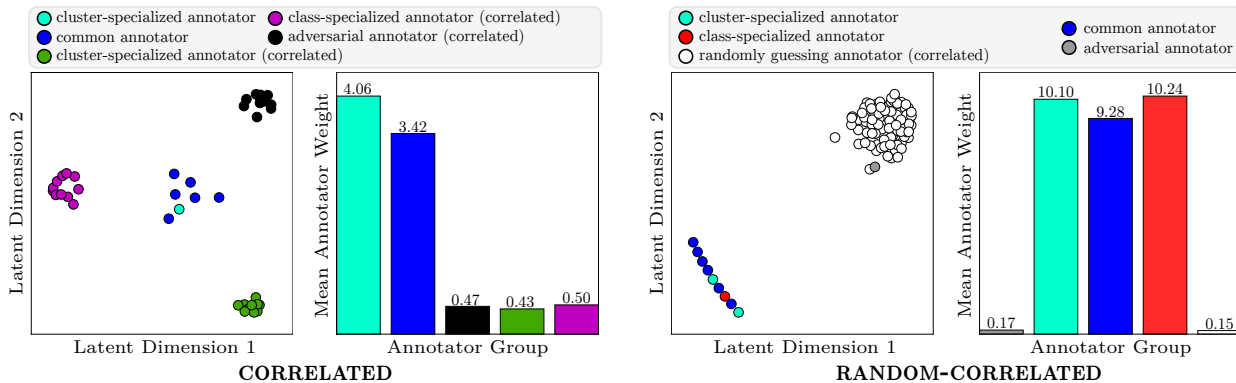 cluster-specialized annotator
common annotator
cluster-specialized annotator (correlated)
class-specialized annotator (correlated)
adversarial annotator (correlated)
Latent Dimension 2
Latent Dimension 1
Mean Annotator Weight
4.06
3.42
0.47
0.43
0.50
Annotator Group
CORRELATED
cluster-specialized annotator
class-specialized annotator
randomly guessing annotator (correlated)
common annotator
adversarial annotator
Latent Dimension 2
Latent Dimension 1
Mean Annotator Weight
0.17
10.10
9.28
10.24
0.15
Annotator Group
RANDOM-CORRELATED